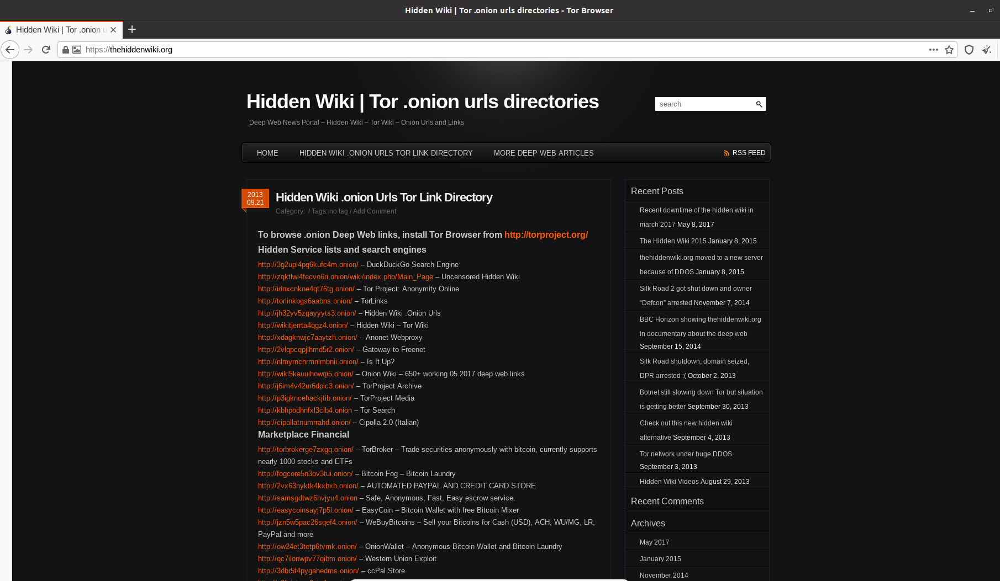 Hidden Wiki | Tor .onion urls directories - Tor Browser
Hidden Wiki | Tor .onion u
https://thehiddenwiki.org
Hidden Wiki | Tor .onion urls directories
search
Deep Web News Portal – Hidden Wiki – Tor Wiki – Onion Urls and Links
HOME
HIDDEN WIKI .ONION URLS TOR LINK DIRECTORY
MORE DEEP WEB ARTICLES
RSS FEED
2013
09.21
Hidden Wiki .onion Urls Tor Link Directory
Category: / Tags: no tag / Add Comment
To browse .onion Deep Web links, install Tor Browser from http://torproject.org/
Hidden Service lists and search engines
http://3g2upl4pq6kufc4m.onion/ – DuckDuckGo Search Engine
http://zqktlwi4fecvo6ri.onion/wiki/index.php/Main_Page – Uncensored Hidden Wiki
http://idnxcnkne4qt76tg.onion/ – Tor Project: Anonymity Online
http://torlinkbgs6aabns.onion/ – TorLinks
http://jh32yv5zgayyyts3.onion/ – Hidden Wiki .Onion Urls
http://wikitjerrta4qgz4.onion/ – Hidden Wiki – Tor Wiki
http://xdagknwjc7aaytzh.onion/ – Anonet Webproxy
http://2vlqpcqpjlhmd5r2.onion/ – Gateway to Freenet
http://nlmymchrmnlmbnii.onion/ – Is It Up?
http://wiki5kauuihowqi5.onion/ – Onion Wiki – 650+ working 05.2017 deep web links
http://j6im4v42ur6dpic3.onion/ – TorProject Archive
http://p3igkncehackjtib.onion/ – TorProject Media
http://kbhpodhnfxl3clb4.onion – Tor Search
http://cipollatnumrrahd.onion/ – Cipolla 2.0 (Italian)
Marketplace Financial
http://torbrokerge7zxgq.onion/ – TorBroker – Trade securities anonymously with bitcoin, currently supports
nearly 1000 stocks and ETFs
http://fogcore5n3ov3tui.onion/ – Bitcoin Fog – Bitcoin Laundry
http://2vx63nyktk4kxbxb.onion/ – AUTOMATED PAYPAL AND CREDIT CARD STORE
http://samsgdtwz6hvjyu4.onion – Safe, Anonymous, Fast, Easy escrow service.
http://easycoinsayj7p5l.onion/ – EasyCoin – Bitcoin Wallet with free Bitcoin Mixer
http://jzn5w5pac26sqef4.onion/ – WeBuyBitcoins – Sell your Bitcoins for Cash (USD), ACH, WU/MG, LR,
PayPal and more
http://ow24et3tetp6tvmk.onion/ – OnionWallet – Anonymous Bitcoin Wallet and Bitcoin Laundry
http://qc7ilonwpv77qibm.onion/ – Western Union Exploit
http://3dbr5t4pygahedms.onion/ – ccPal Store
Recent Posts
Recent downtime of the hidden wiki in
march 2017 May 8, 2017
The Hidden Wiki 2015 January 8, 2015
thehiddenwiki.org moved to a new server
because of DDOS January 8, 2015
Silk Road 2 got shut down and owner
“Defcon” arrested November 7, 2014
BBC Horizon showing thehiddenwiki.org
in documentary about the deep web
September 15, 2014
Silk Road shutdown, domain seized,
DPR arrested :( October 2, 2013
Botnet still slowing down Tor but situation
is getting better September 30, 2013
Check out this new hidden wiki
alternative September 4, 2013
Tor network under huge DDOS
September 3, 2013
Hidden Wiki Videos August 29, 2013
Recent Comments
Archives
May 2017
January 2015
November 2014